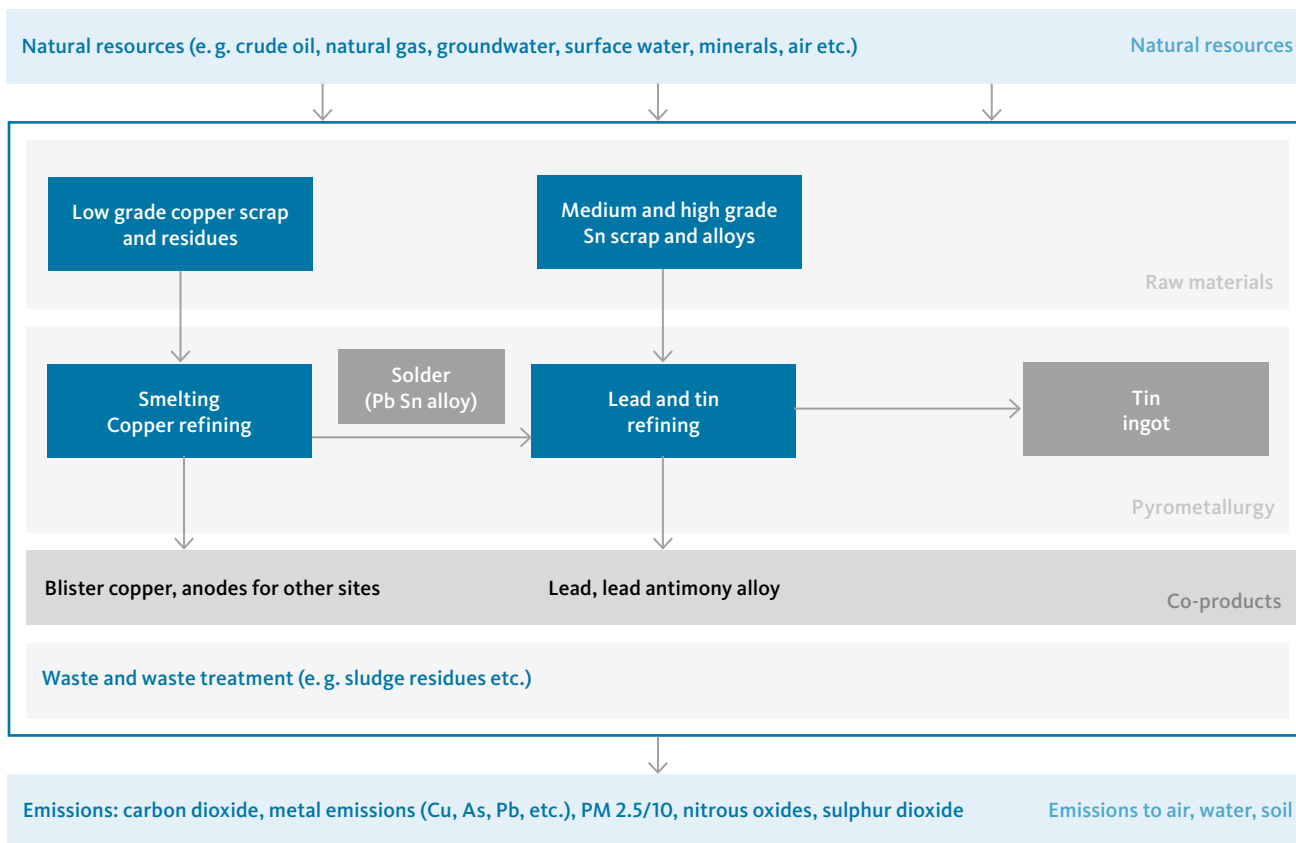 Natural resources (e. g. crude oil, natural gas, groundwater, surface water, minerals, air etc.)
Natural resources
Low grade copper scrap
and residues
Medium and high grade
Sn scrap and alloys
Raw materials
Smelting
Copper refining
Solder
(Pb Sn alloy)
Lead and tin
refining
Tin
ingot
Pyrometallurgy
Blister copper, anodes for other sites
Lead, lead antimony alloy
Co-products
Waste and waste treatment (e. g. sludge residues etc.)
Emissions: carbon dioxide, metal emissions (Cu, As, Pb, etc.), PM 2.5/10, nitrous oxides, sulphur dioxide
Emissions to air, water, soil